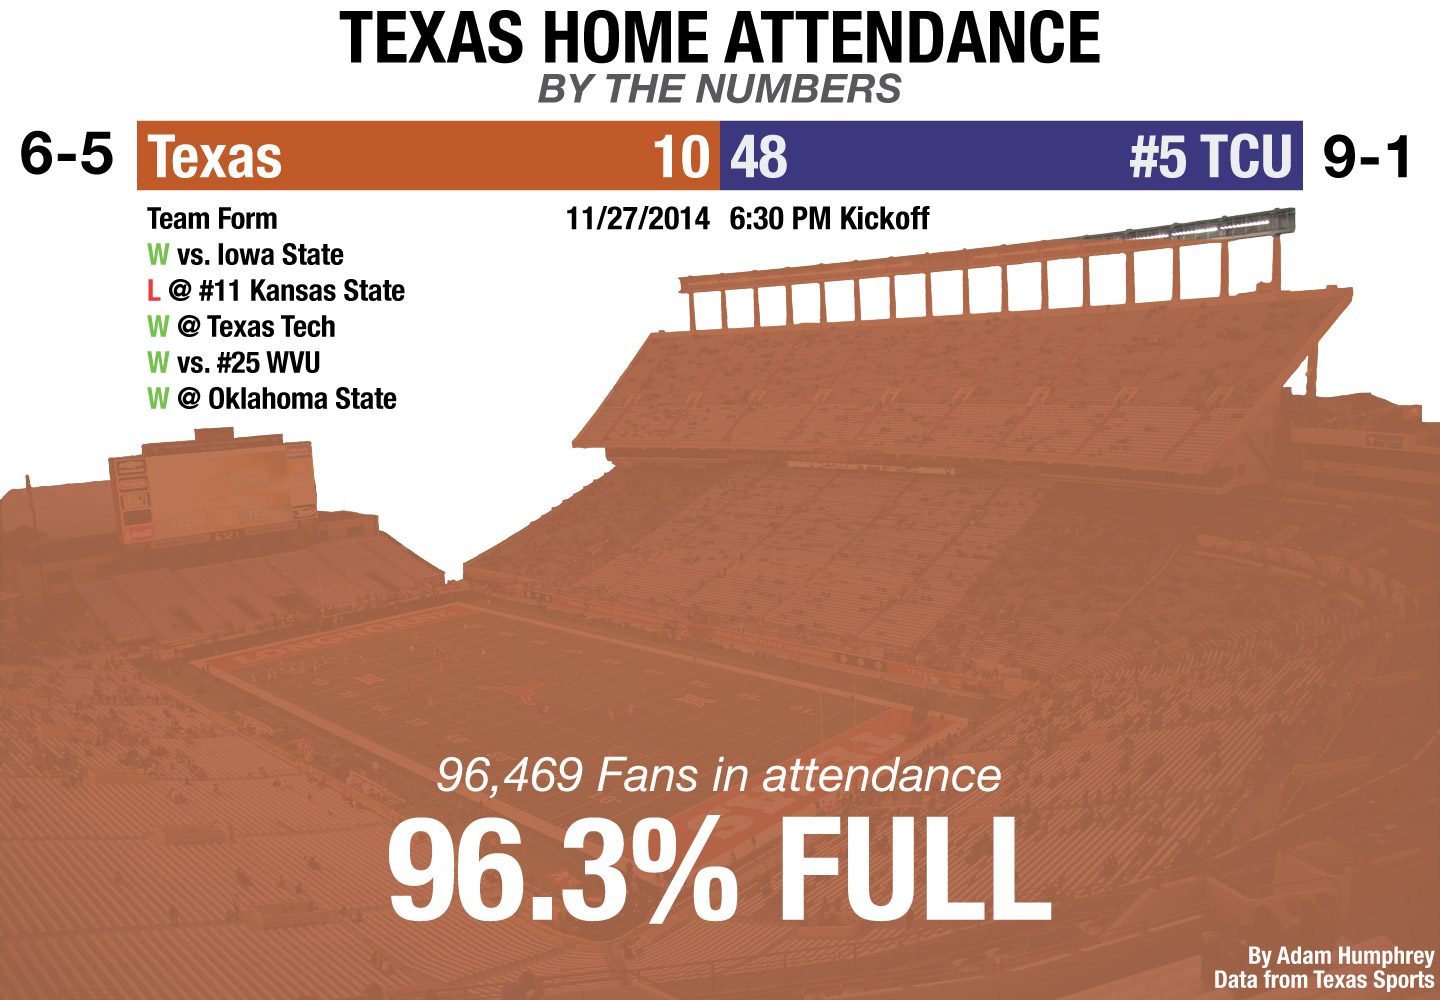 TEXAS HOME ATTENDANCE
BY THE NUMBERS
6-5 Texas 10 48 #5 TCU 9-1
Team Form 11/27/2014 6:30 PM Kickoff
W vs. Iowa State
L @ #11 Kansas State
W @ Texas Tech
W vs. #25 WVU
W @ Oklahoma State
LONGHORNS
TEXAS
96,469 Fans in attendance
96.3% FULL
By Adam Humphrey
Data from Texas Sports